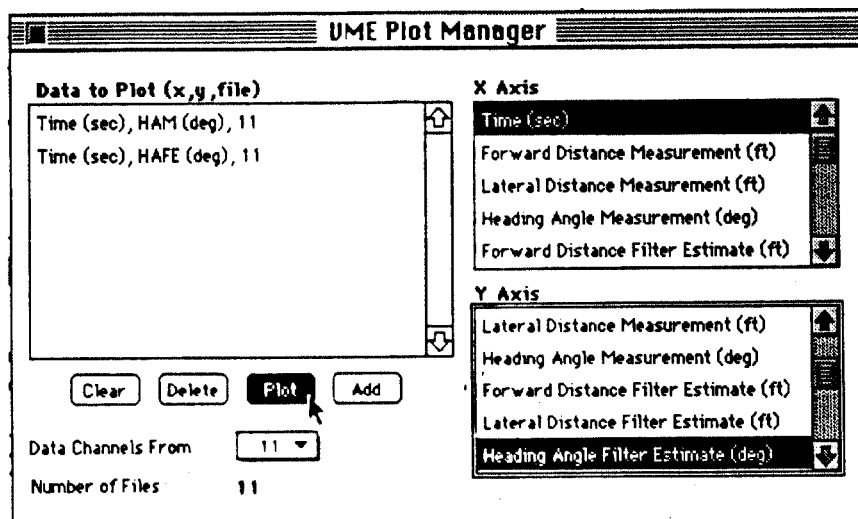 VME Plot Manager
Data to Plot (x,y,file)
Time (sec), HAM (deg), 11
Time (sec), HAFE (deg), 11
Clear
Delete
Plot
Add
Data Channels From
11
Number of Files
11
X Axis
Time (sec)
Forward Distance Measurement (ft)
Lateral Distance Measurement (ft)
Heading Angle Measurement (deg)
Forward Distance Filter Estimate (ft)
Y Axis
Lateral Distance Measurement (ft)
Heading Angle Measurement (deg)
Forward Distance Filter Estimate (ft)
Lateral Distance Filter Estimate (ft)
Heading Angle Filter Estimate (deg)